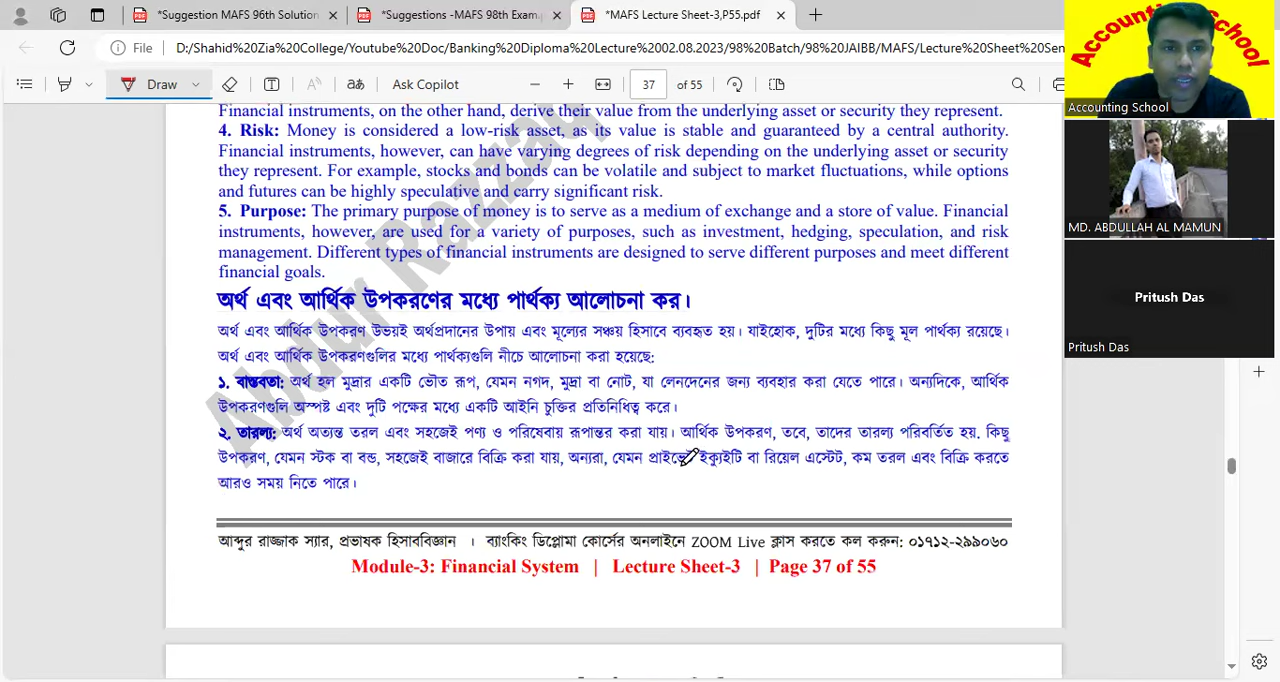 *Suggestion MAFS 96th Solution
*Suggestions -MAFS 98th Exam.p
*MAFS Lecture Sheet-3,P55.pdf
File D:/Shahid%20Zia%20College/Youtube%20Doc/Banking%20Diploma%20Lecture%2002.08.2023/98%20Batch/98%20JAIBB/MAFS/Lecture%20Sheet%20Sen
Draw Ask Copilot 37 of 55
Financial instruments, on the other hand, derive their value from the underlying asset or security they represent.
4. Risk: Money is considered a low-risk asset, as its value is stable and guaranteed by a central authority.
Financial instruments, however, can have varying degrees of risk depending on the underlying asset or security
they represent. For example, stocks and bonds can be volatile and subject to market fluctuations, while options
and futures can be highly speculative and carry significant risk.
5. Purpose: The primary purpose of money is to serve as a medium of exchange and a store of value. Financial
instruments, however, are used for a variety of purposes, such as investment, hedging, speculation, and risk
management. Different types of financial instruments are designed to serve different purposes and meet different
financial goals.
অর্থ এবং আর্থিক উপকরণের মধ্যে পার্থক্য আলোচনা কর।
অর্থ এবং আর্থিক উপকরণ উভয়ই অর্থপ্রদানের উপায় এবং মূল্যের সঞ্চয় হিসাবে ব্যবহৃত হয়। যাইহোক, দুটির মধ্যে কিছু মূল পার্থক্য রয়েছে।
অর্থ এবং আর্থিক উপকরণগুলির মধ্যে পার্থক্যগুলি নীচে আলোচনা করা হয়েছে:
১. বাস্তবতা: অর্থ হল মুদ্রার একটি ভৌত রূপ, যেমন নগদ, মুদ্রা বা নোট, যা লেনদেনের জন্য ব্যবহার করা যেতে পারে। অন্যদিকে, আর্থিক
উপকরণগুলি অস্পষ্ট এবং দুটি পক্ষের মধ্যে একটি আইনি চুক্তির প্রতিনিধিত্ব করে।
২. তারল্য: অর্থ অত্যন্ত তরল এবং সহজেই পণ্য ও পরিষেবায় রূপান্তর করা যায়। আর্থিক উপকরণ, তবে, তাদের তারল্য পরিবর্তিত হয়. কিছু
উপকরণ, যেমন স্টক বা বন্ড, সহজেই বাজারে বিক্রি করা যায়, অন্যরা, যেমন প্রাইভেট ইক্যুইটি বা রিয়েল এস্টেট, কম তরল এবং বিক্রি করতে
আরও সময় নিতে পারে।
আব্দুর রাজ্জাক স্যার, প্রভাষক হিসাববিজ্ঞান । ব্যাংকিং ডিপ্লোমা কোর্সের অনলাইনে ZOOM Live ক্লাস করতে কল করুন: ০১৭১২-২৯৯০৬০
Module-3: Financial System | Lecture Sheet-3 | Page 37 of 55
Abdur Razzaq
Accounting School
Accounting School
MD. ABDULLAH AL MAMUN
Pritush Das
Pritush Das